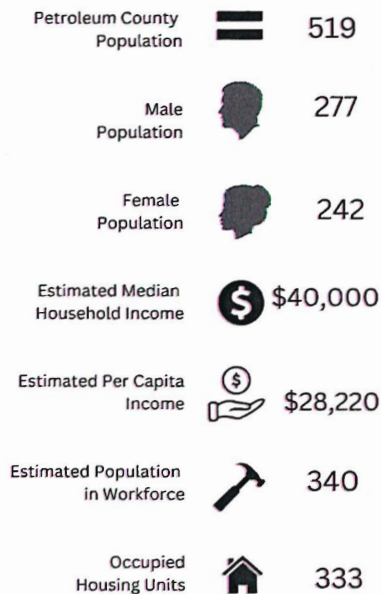 Petroleum County
Population
519
Male
Population
277
Female
Population
242
Estimated Median
Household Income
$
$40,000
Estimated Per Capita
Income
$
$28,220
Estimated Population
in Workforce
340
Occupied
Housing Units
333